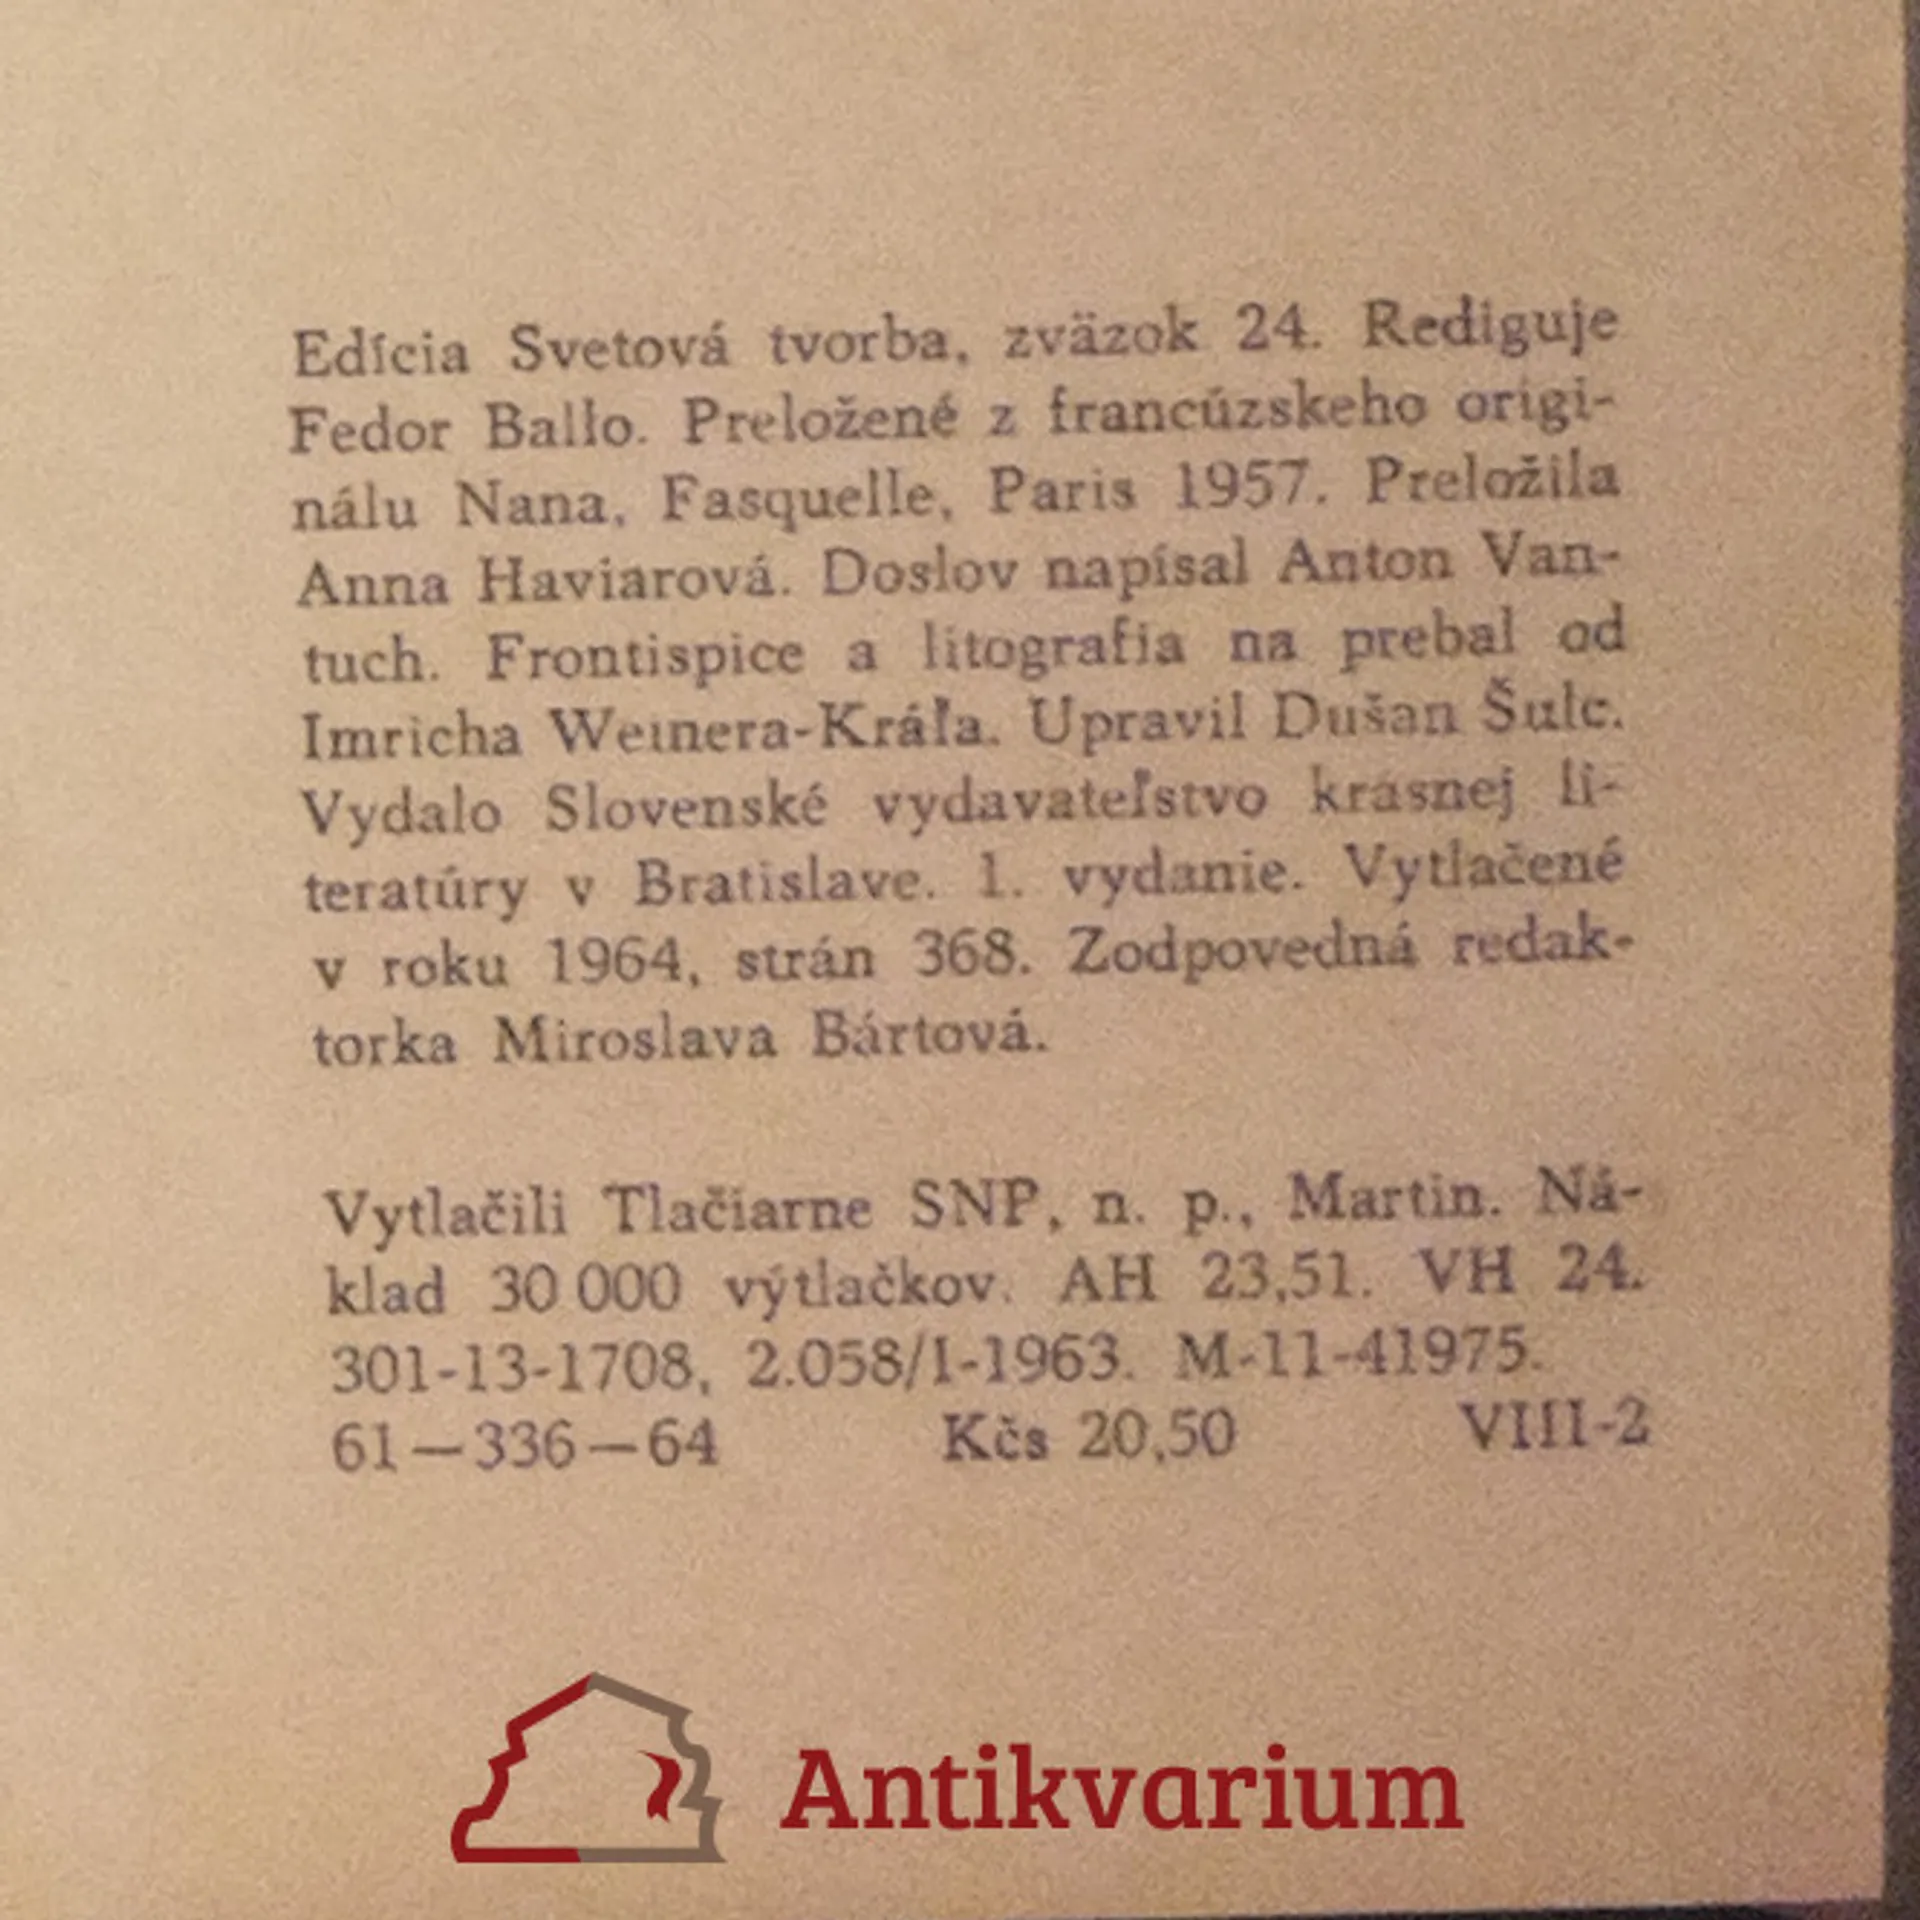 Edícia Svetová tvorba, zväzok 24. Rediguje
Fedor Ballo. Preložené z francúzskeho origi-
nálu Nana, Fasquelle, Paris 1957. Preložila
Anna Haviarová. Doslov napísal Anton Van-
tuch. Frontispice a litografia na prebal od
Imricha Weinera-Kráľa. Upravil Dušan Šulc.
Vydalo Slovenské vydavateľstvo krásnej li-
teratúry v Bratislave. 1. vydanie. Vytlačené
v roku 1964, strán 368. Zodpovedná redak-
torka Miroslava Bártová.
Vytlačili Tlačiarne SNP, n. p., Martin. Ná-
klad 30 000 výtlačkov. AH 23,51. VH 24.
301-13-1708, 2.058/I-1963. M-11-41975.
61—336—64 Kčs 20,50 VIII-2
Antikvarium